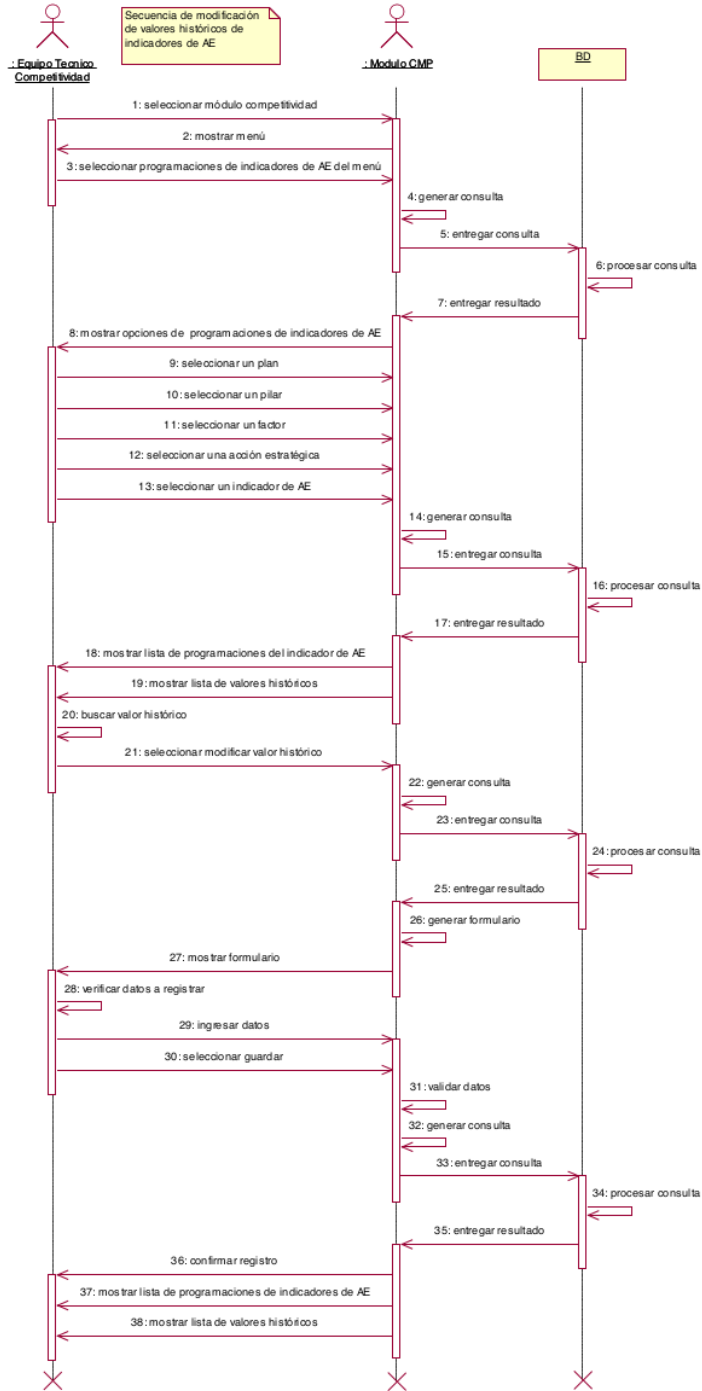 Secuencia de modificación
de valores históricos de
indicadores de AE
: Equipo Tecnico
Competitividad
: Modulo CMP
BD
1: seleccionar módulo competitividad
2: mostrar menú
3: seleccionar programaciones de indicadores de AE del menú
4: generar consulta
5: entregar consulta
6: procesar consulta
7: entregar resultado
8: mostrar opciones de programaciones de indicadores de AE
9: seleccionar un plan
10: seleccionar un pilar
11: seleccionar un factor
12: seleccionar una acción estratégica
13: seleccionar un indicador de AE
14: generar consulta
15: entregar consulta
16: procesar consulta
17: entregar resultado
18: mostrar lista de programaciones del indicador de AE
19: mostrar lista de valores históricos
20: buscar valor histórico
21: seleccionar modificar valor histórico
22: generar consulta
23: entregar consulta
24: procesar consulta
25: entregar resultado
26: generar formulario
27: mostrar formulario
28: verificar datos a registrar
29: ingresar datos
30: seleccionar guardar
31: validar datos
32: generar consulta
33: entregar consulta
34: procesar consulta
35: entregar resultado
36: confirmar registro
37: mostrar lista de programaciones de indicadores de AE
38: mostrar lista de valores históricos